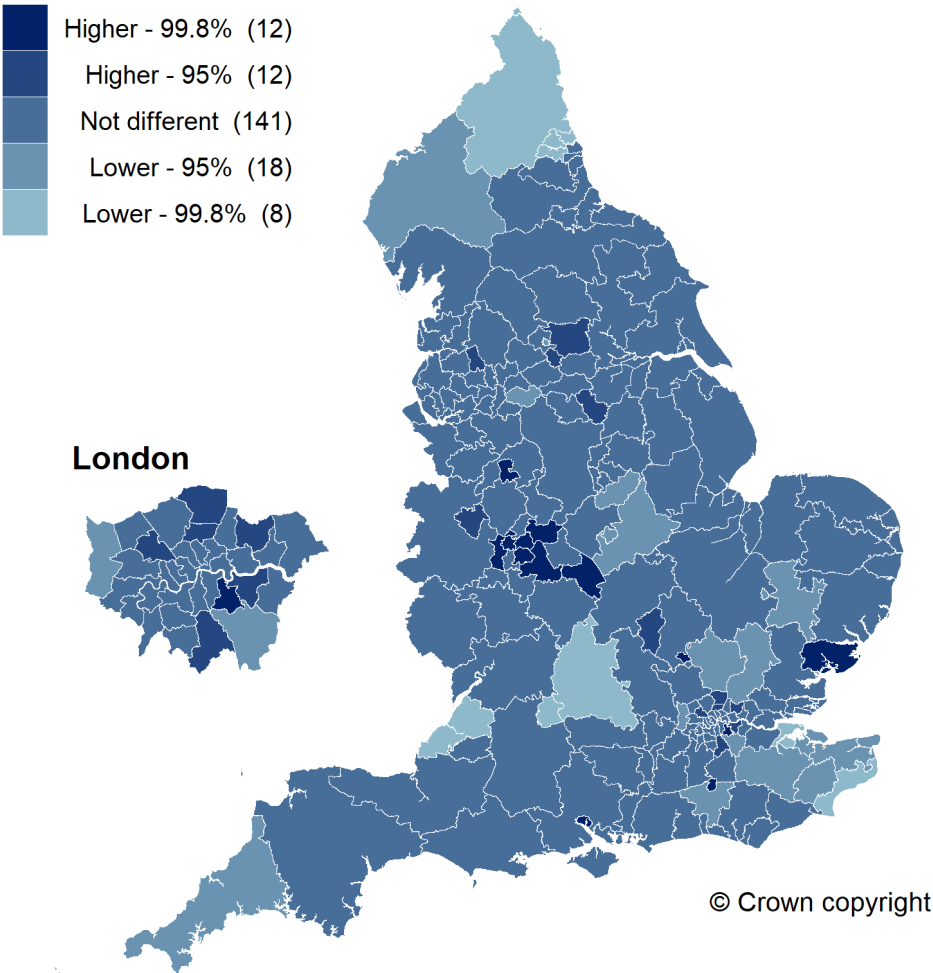 Higher - 99.8% (12)
Higher - 95% (12)
Not different (141)
Lower - 95% (18)
Lower - 99.8% (8)
London
© Crown copyright